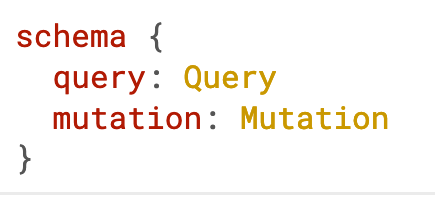 schema {
  query: Query
  mutation: Mutation
}